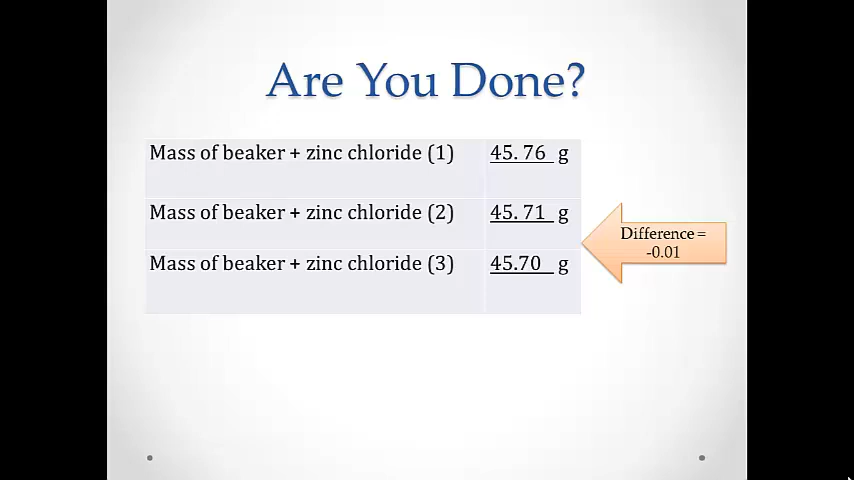 Are You Done?
Mass of beaker + zinc chloride (1) 45. 76 g
Mass of beaker + zinc chloride (2) 45. 71 g
Difference =
-0.01
Mass of beaker + zinc chloride (3) 45.70 g